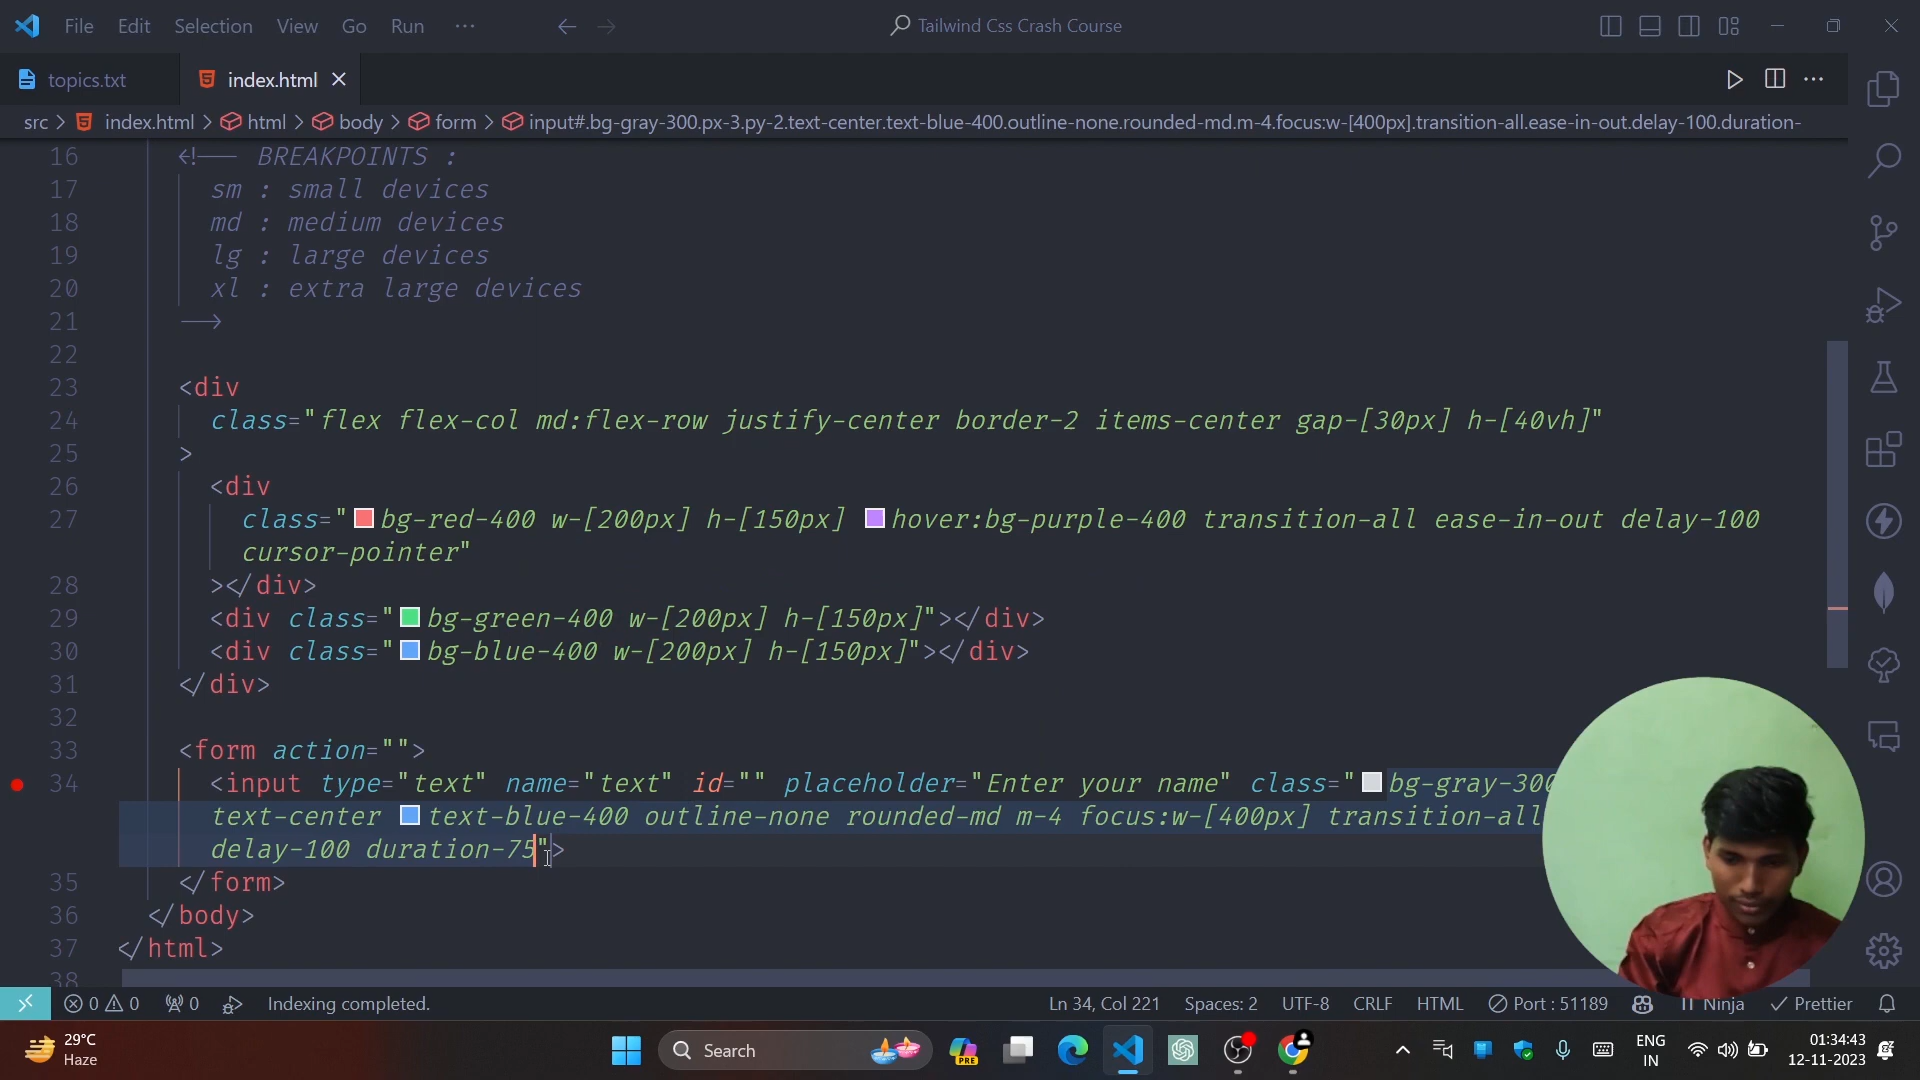 File Edit Selection View Go Run ··· Tailwind Css Crash Course
topics.txt index.html
src > index.html > html > body > form > input#.bg-gray-300.px-3.py-2.text-center.text-blue-400.outline-none.rounded-md.m-4.focus:w-[400px].transition-all.ease-in-out.delay-100.duration-
16 <!-- BREAKPOINTS :
17 sm : small devices
18 md : medium devices
19 lg : large devices
20 xl : extra large devices
21 -->
22
23 <div
24 class="flex flex-col md:flex-row justify-center border-2 items-center gap-[30px] h-[40vh]"
25 >
26 <div
27 class="bg-red-400 w-[200px] h-[150px] hover:bg-purple-400 transition-all ease-in-out delay-100
cursor-pointer"
28 ></div>
29 <div class="bg-green-400 w-[200px] h-[150px]"></div>
30 <div class="bg-blue-400 w-[200px] h-[150px]"></div>
31 </div>
32
33 <form action="">
34 <input type="text" name="text" id="" placeholder="Enter your name" class="bg-gray-300
text-center text-blue-400 outline-none rounded-md m-4 focus:w-[400px] transition-all
delay-100 duration-75">
35 </form>
36 </body>
37 </html>
38
0 0 0 Indexing completed. Ln 34, Col 221 Spaces: 2 UTF-8 CRLF HTML Port : 51189 Ninja Prettier
29°C
Haze
Search
PRE
ENG
IN
01:34:43
12-11-2023